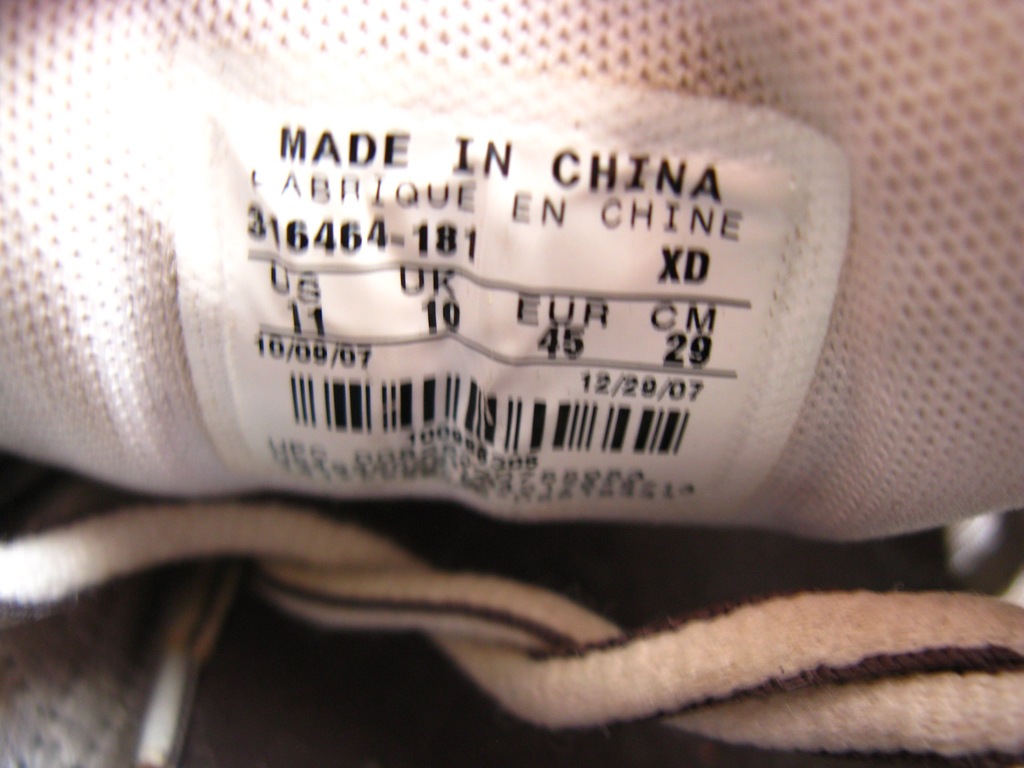 MADE IN CHINA
FABRIQUE EN CHINE
316464-181 XD
US UK EUR CM
11 10 45 29
10/09/07 12/29/07
UPC